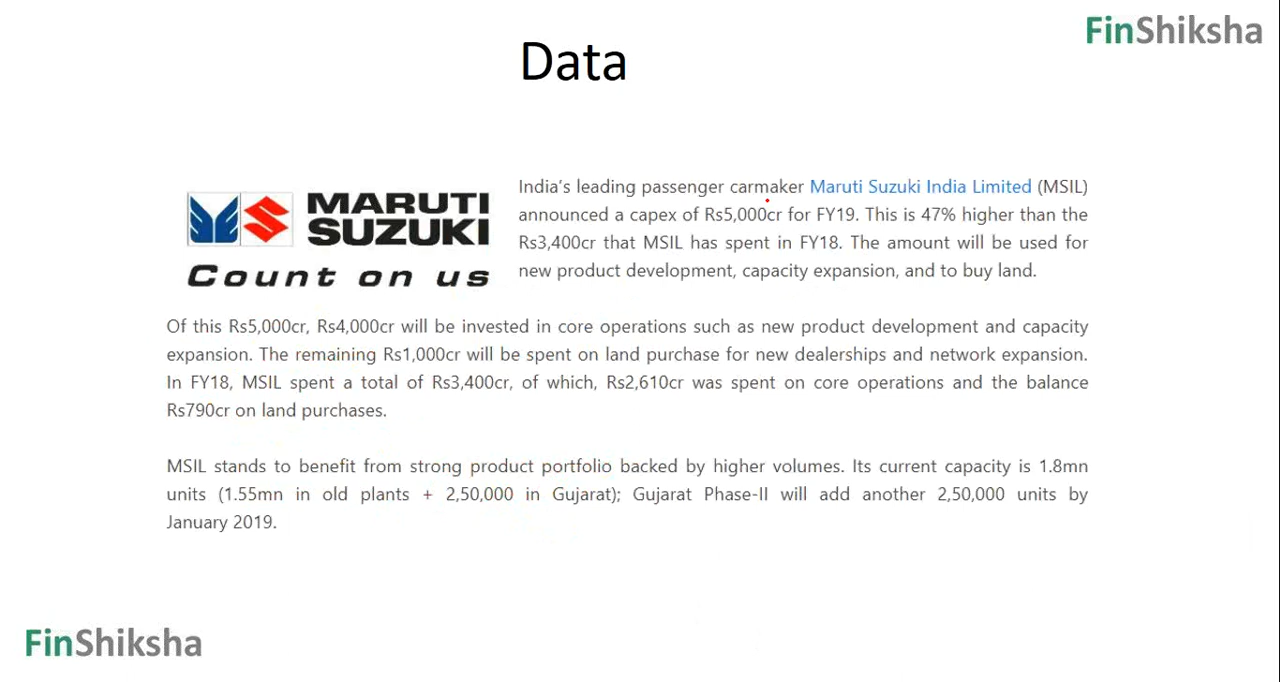 FinShiksha
Data
MARUTI
SUZUKI
Count on us
India's leading passenger carmaker Maruti Suzuki India Limited (MSIL)
announced a capex of Rs5,000cr for FY19. This is 47% higher than the
Rs3,400cr that MSIL has spent in FY18. The amount will be used for
new product development, capacity expansion, and to buy land.
Of this Rs5,000cr, Rs4,000cr will be invested in core operations such as new product development and capacity
expansion. The remaining Rs1,000cr will be spent on land purchase for new dealerships and network expansion.
In FY18, MSIL spent a total of Rs3,400cr, of which, Rs2,610cr was spent on core operations and the balance
Rs790cr on land purchases.
MSIL stands to benefit from strong product portfolio backed by higher volumes. Its current capacity is 1.8mn
units (1.55mn in old plants + 2,50,000 in Gujarat); Gujarat Phase-II will add another 2,50,000 units by
January 2019.
FinShiksha